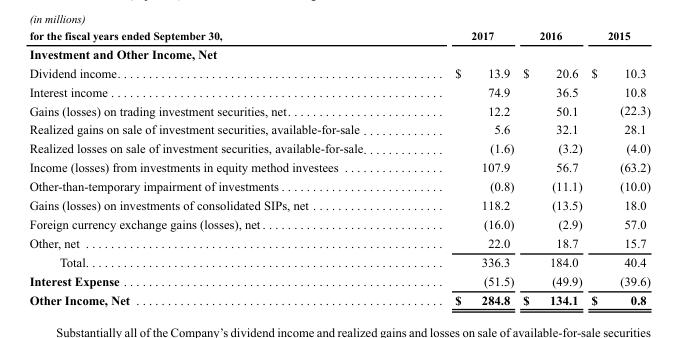 (in millions)
for the fiscal years ended September 30, 2017 2016 2015
Investment and Other Income, Net
Dividend income $ 13.9 $ 20.6 $ 10.3
Interest income 74.9 36.5 10.8
Gains (losses) on trading investment securities, net 12.2 50.1 (22.3)
Realized gains on sale of investment securities, available-for-sale 5.6 32.1 28.1
Realized losses on sale of investment securities, available-for-sale (1.6) (3.2) (4.0)
Income (losses) from investments in equity method investees 107.9 56.7 (63.2)
Other-than-temporary impairment of investments (0.8) (11.1) (10.0)
Gains (losses) on investments of consolidated SIPs, net 118.2 (13.5) 18.0
Foreign currency exchange gains (losses), net (16.0) (2.9) 57.0
Other, net 22.0 18.7 15.7
Total 336.3 184.0 40.4
Interest Expense (51.5) (49.9) (39.6)
Other Income, Net $ 284.8 $ 134.1 $ 0.8
Substantially all of the Company's dividend income and realized gains and losses on sale of available-for-sale securities